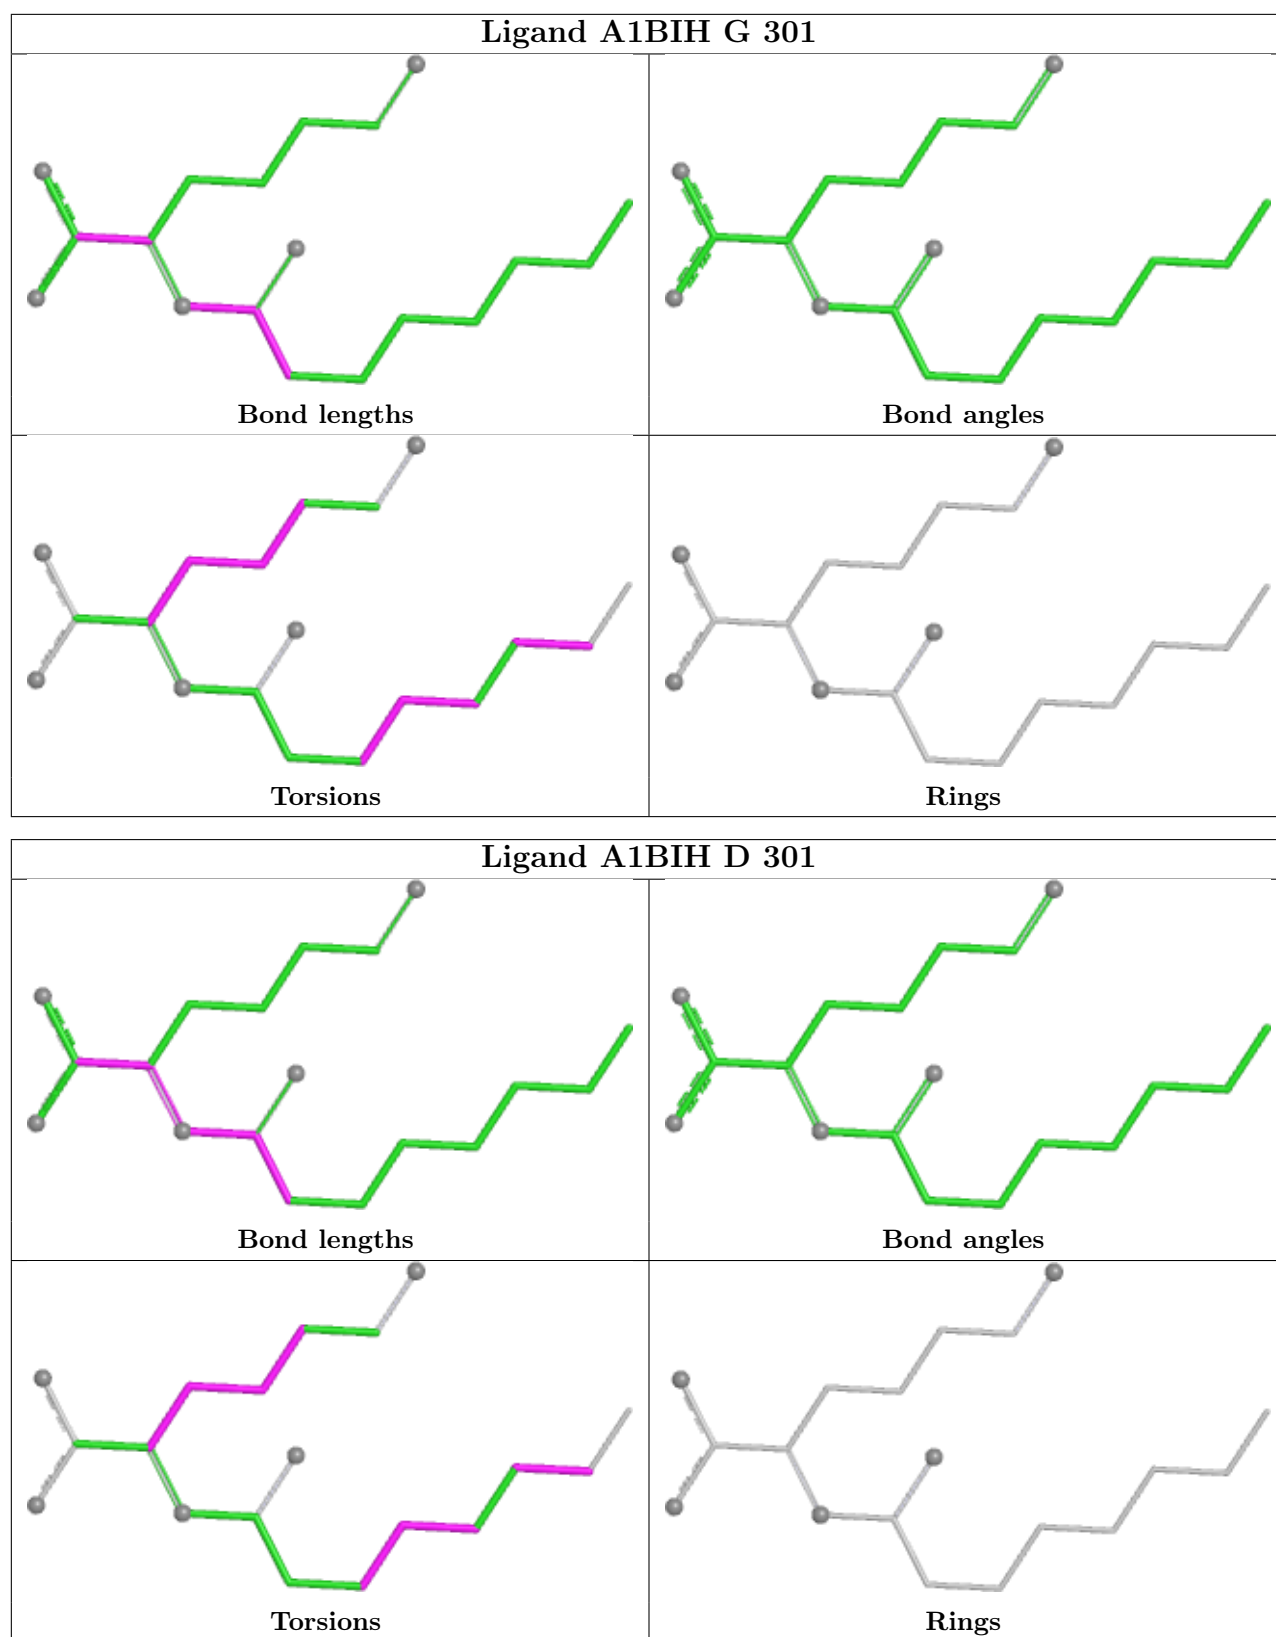 Ligand A1BIH G 301
Bond lengths
Bond angles
Torsions
Rings
Ligand A1BIH D 301
Bond lengths
Bond angles
Torsions
Rings